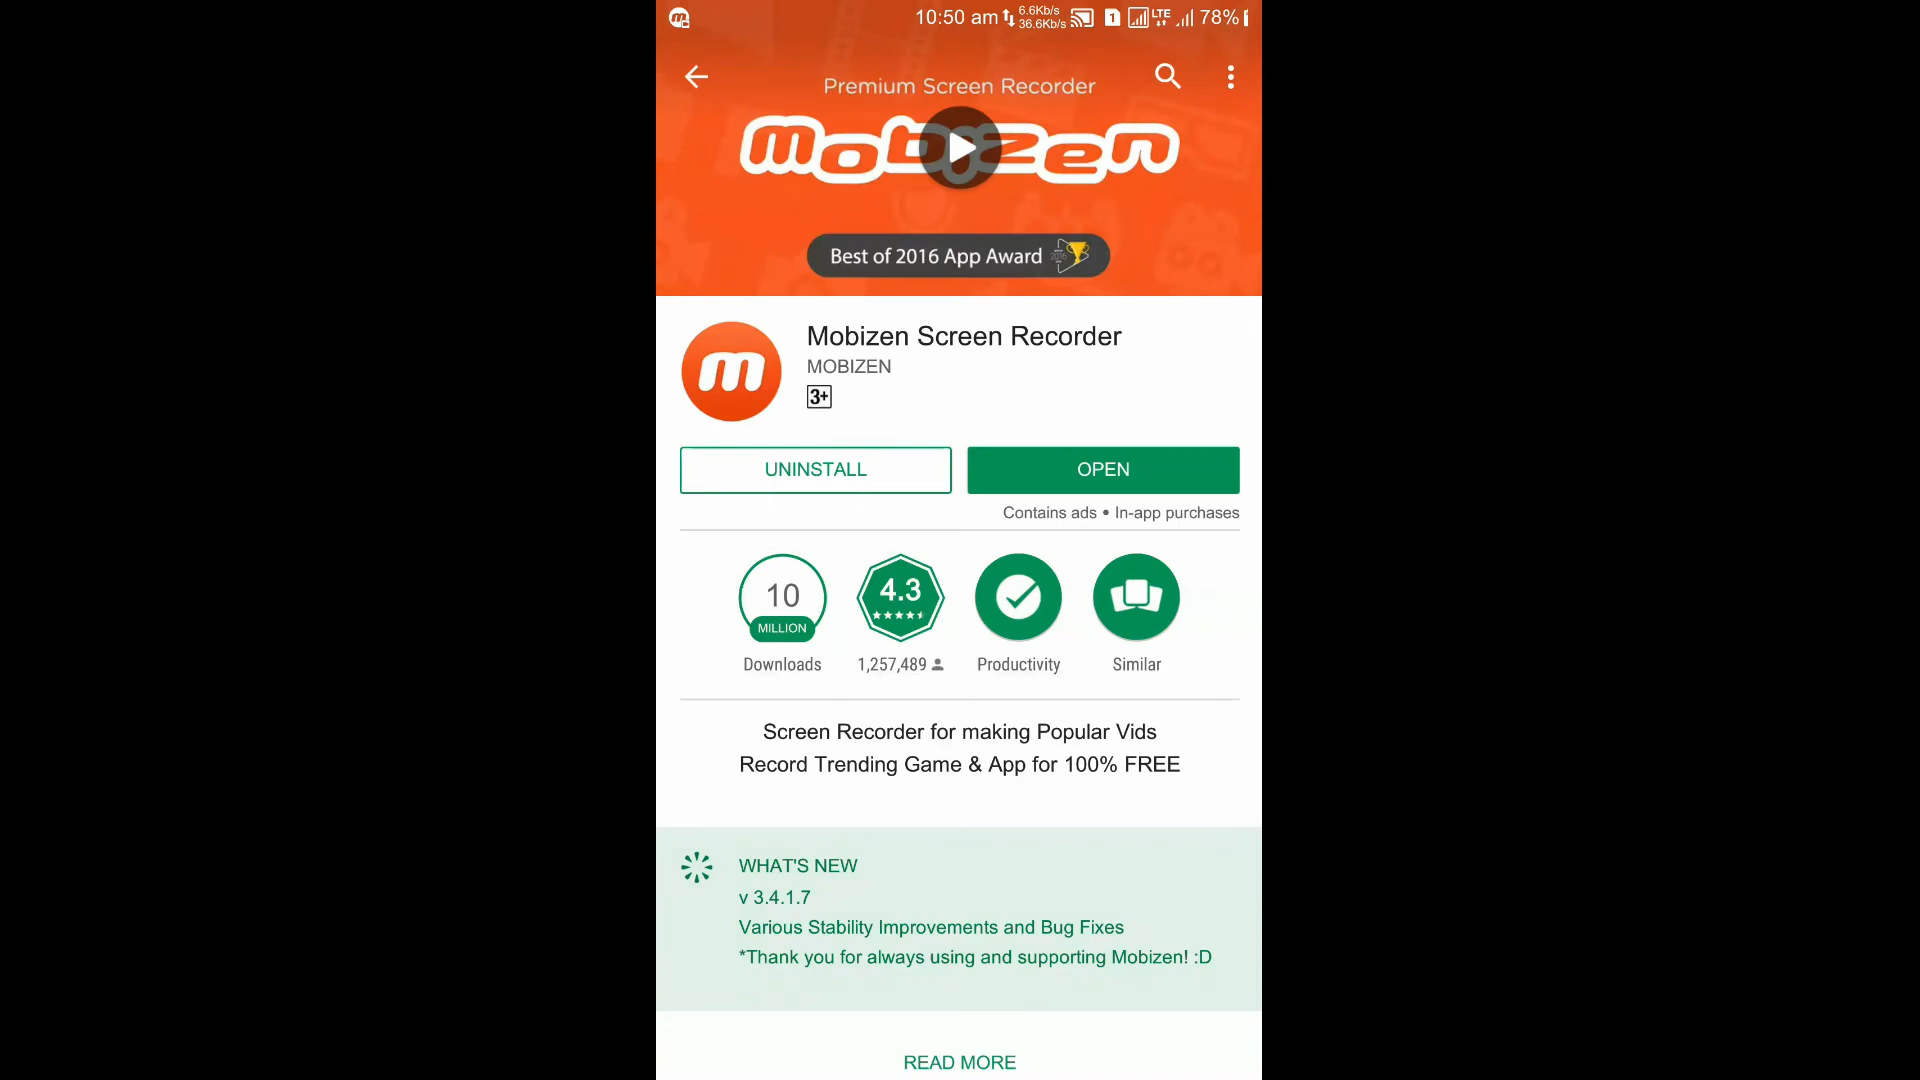 10:50 am 6.6Kb/s 36.6Kb/s 1 LTE 78%
Premium Screen Recorder
mobizen
Best of 2016 App Award
m
Mobizen Screen Recorder
MOBIZEN
3+
UNINSTALL
OPEN
Contains ads • In-app purchases
10
MILLION
4.3
Downloads
1,257,489
Productivity
Similar
Screen Recorder for making Popular Vids
Record Trending Game & App for 100% FREE
WHAT'S NEW
v 3.4.1.7
Various Stability Improvements and Bug Fixes
*Thank you for always using and supporting Mobizen! :D
READ MORE